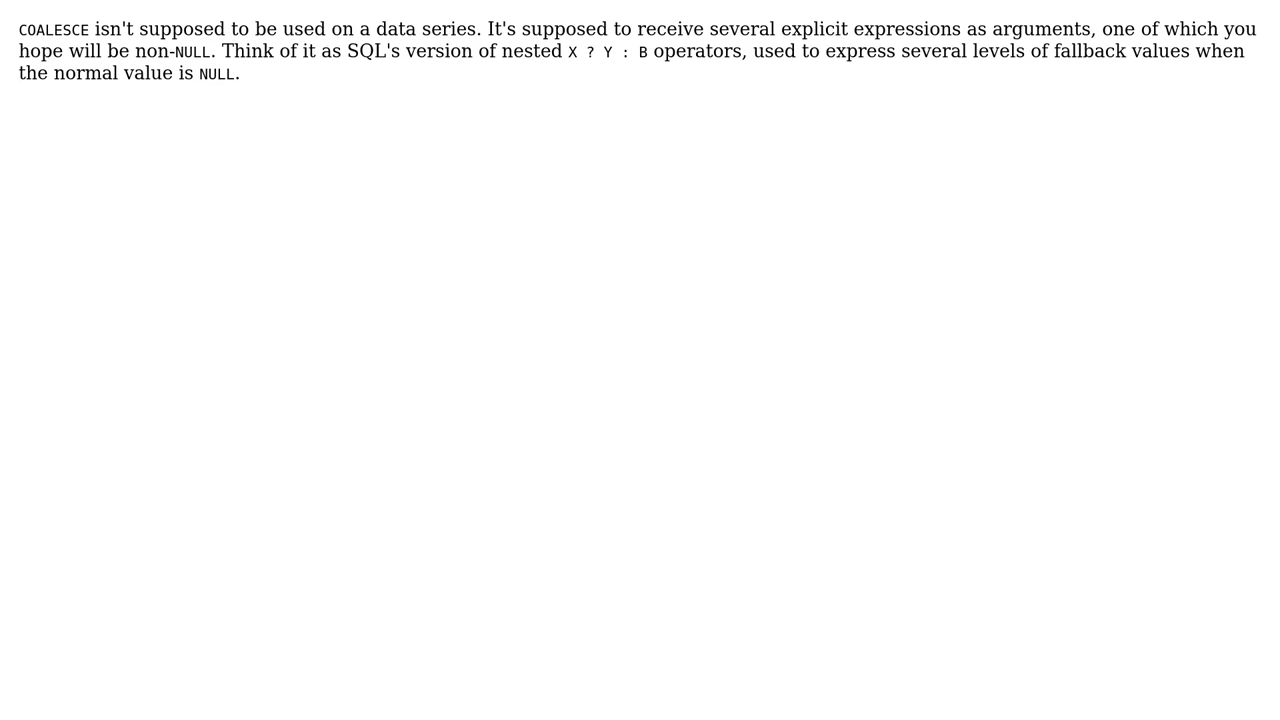 COALESCE isn't supposed to be used on a data series. It's supposed to receive several explicit expressions as arguments, one of which you
hope will be non-NULL. Think of it as SQL's version of nested X ? Y : B operators, used to express several levels of fallback values when
the normal value is NULL.